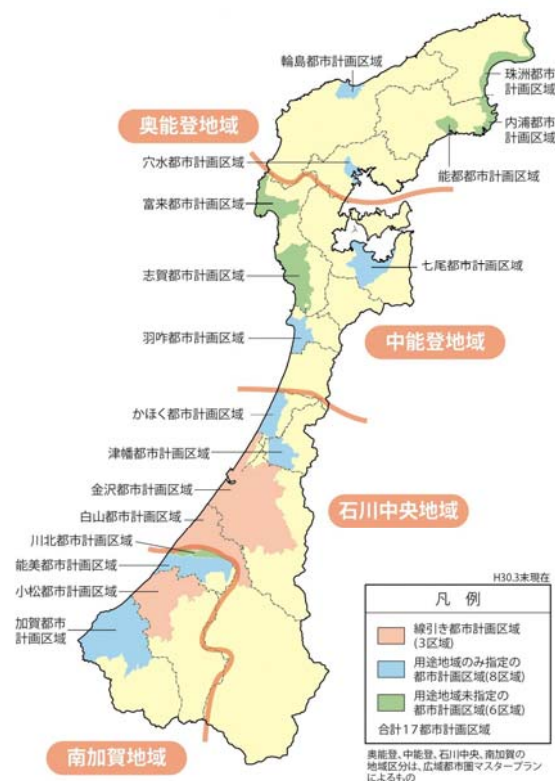 輪島都市計画区域
珠洲都市
計画区域
奥能登地域
内浦都市
計画区域
穴水都市計画区域
能都都市計画区域
富来都市計画区域
志賀都市計画区域
七尾都市計画区域
羽咋都市計画区域
中能登地域
かほく都市計画区域
津幡都市計画区域
金沢都市計画区域
石川中央地域
白山都市計画区域
川北都市計画区域
能美都市計画区域
小松都市計画区域
加賀都市
計画区域
南加賀地域
H30.3末現在
凡 例
線引き都市計画区域
(3区域)
用途地域のみ指定の
都市計画区域(8区域)
用途地域未指定の
都市計画区域(6区域)
合計17都市計画区域
奥能登、中能登、石川中央、南加賀の
地域区分は、広域都市圏マスタープラン
によるもの